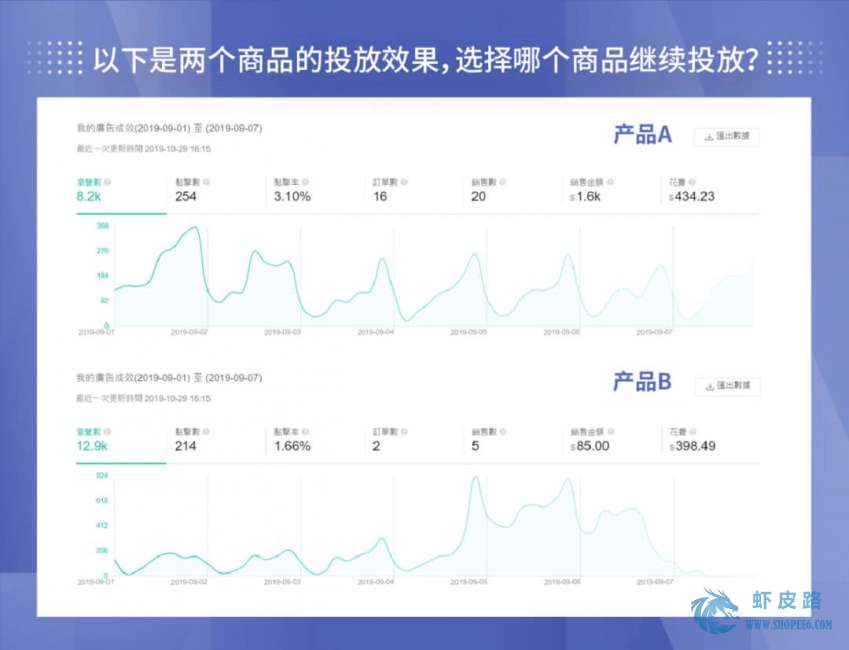 以下是两个商品的投放效果，选择哪个商品继续投放？
我的廣告成效(2019-09-01) 至 (2019-09-07)
产品A
匯出數據
最近一次更新時間 2019-10-29 16:15
瀏覽數 點擊數 點擊率 訂單數 銷售數 銷售金額 花費
8.2k 254 3.10% 16 20 $1.6k $434.23
368
276
184
92
0
2019-09-01 2019-09-02 2019-09-03 2019-09-04 2019-09-05 2019-09-06 2019-09-07
我的廣告成效(2019-09-01) 至 (2019-09-07)
产品B
匯出數據
最近一次更新時間 2019-10-29 16:15
瀏覽數 點擊數 點擊率 訂單數 銷售數 銷售金額 花費
12.9k 214 1.66% 2 5 $85.00 $398.49
824
618
412
206
0
2019-09-01 2019-09-02 2019-09-03 2019-09-04 2019-09-05 2019-09-06 2019-09-07
虾皮路
WWW.SHOPEE6.COM